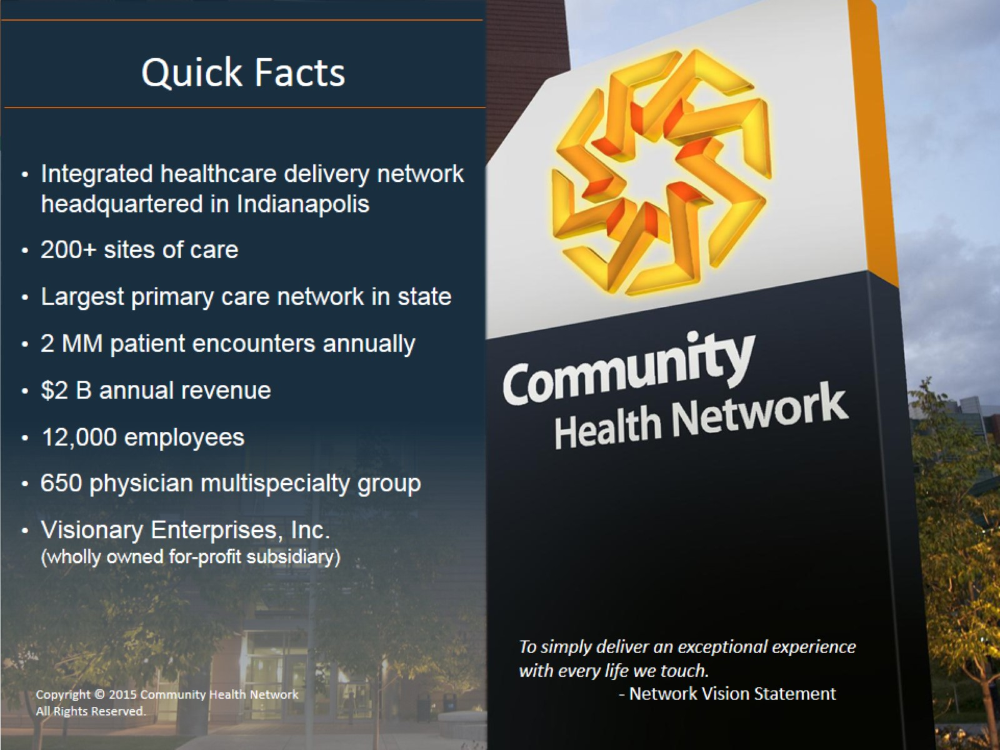 Quick Facts
• Integrated healthcare delivery network
headquartered in Indianapolis
• 200+ sites of care
• Largest primary care network in state
• 2 MM patient encounters annually
• $2 B annual revenue
• 12,000 employees
• 650 physician multispecialty group
• Visionary Enterprises, Inc.
(wholly owned for-profit subsidiary)
Copyright © 2015 Community Health Network
All Rights Reserved.
Community
Health Network
To simply deliver an exceptional experience
with every life we touch.
- Network Vision Statement